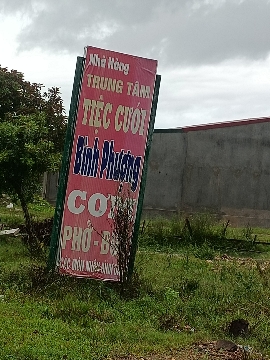 Nhà Hàng
TRUNG TÂM
TIỆC CƯỚI
Bình Phương
CƠM
PHỞ - B